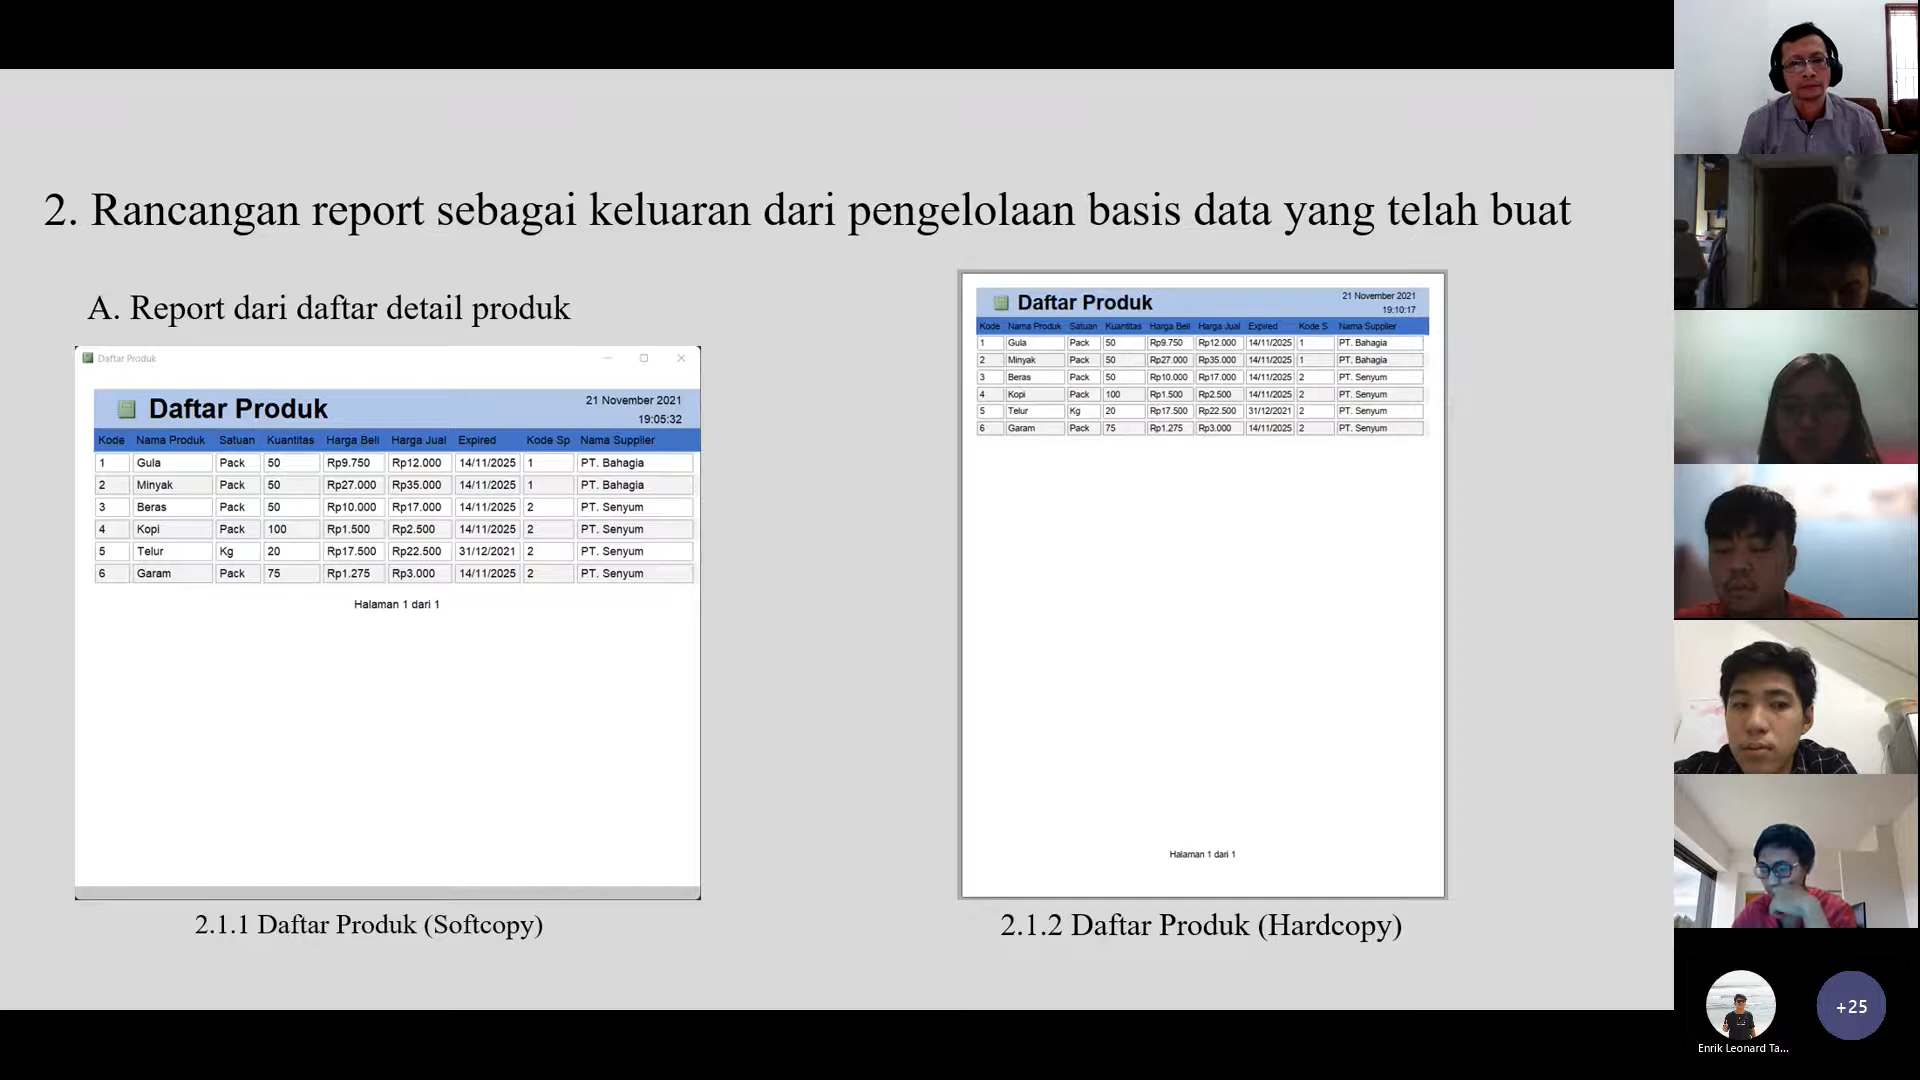 2. Rancangan report sebagai keluaran dari pengelolaan basis data yang telah buat
A. Report dari daftar detail produk
Daftar Produk
Daftar Produk
21 November 2021
19:05:32
Kode Nama Produk Satuan Kuantitas Harga Beli Harga Jual Expired Kode Sp Nama Supplier
1 Gula Pack 50 Rp9.750 Rp12.000 14/11/2025 1 PT. Bahagia
2 Minyak Pack 50 Rp27.000 Rp35.000 14/11/2025 1 PT. Bahagia
3 Beras Pack 50 Rp10.000 Rp17.000 14/11/2025 2 PT. Senyum
4 Kopi Pack 100 Rp1.500 Rp2.500 14/11/2025 2 PT. Senyum
5 Telur Kg 20 Rp17.500 Rp22.500 31/12/2021 2 PT. Senyum
6 Garam Pack 75 Rp1.275 Rp3.000 14/11/2025 2 PT. Senyum
Halaman 1 dari 1
2.1.1 Daftar Produk (Softcopy)
Daftar Produk
21 November 2021
19:10:17
Kode Nama Produk Satuan Kuantitas Harga Beli Harga Jual Expired Kode S Nama Supplier
1 Gula Pack 50 Rp9.750 Rp12.000 14/11/2025 1 PT. Bahagia
2 Minyak Pack 50 Rp27.000 Rp35.000 14/11/2025 1 PT. Bahagia
3 Beras Pack 50 Rp10.000 Rp17.000 14/11/2025 2 PT. Senyum
4 Kopi Pack 100 Rp1.500 Rp2.500 14/11/2025 2 PT. Senyum
5 Telur Kg 20 Rp17.500 Rp22.500 31/12/2021 2 PT. Senyum
6 Garam Pack 75 Rp1.275 Rp3.000 14/11/2025 2 PT. Senyum
Halaman 1 dari 1
2.1.2 Daftar Produk (Hardcopy)
+25
Enrik Leonard Ta...